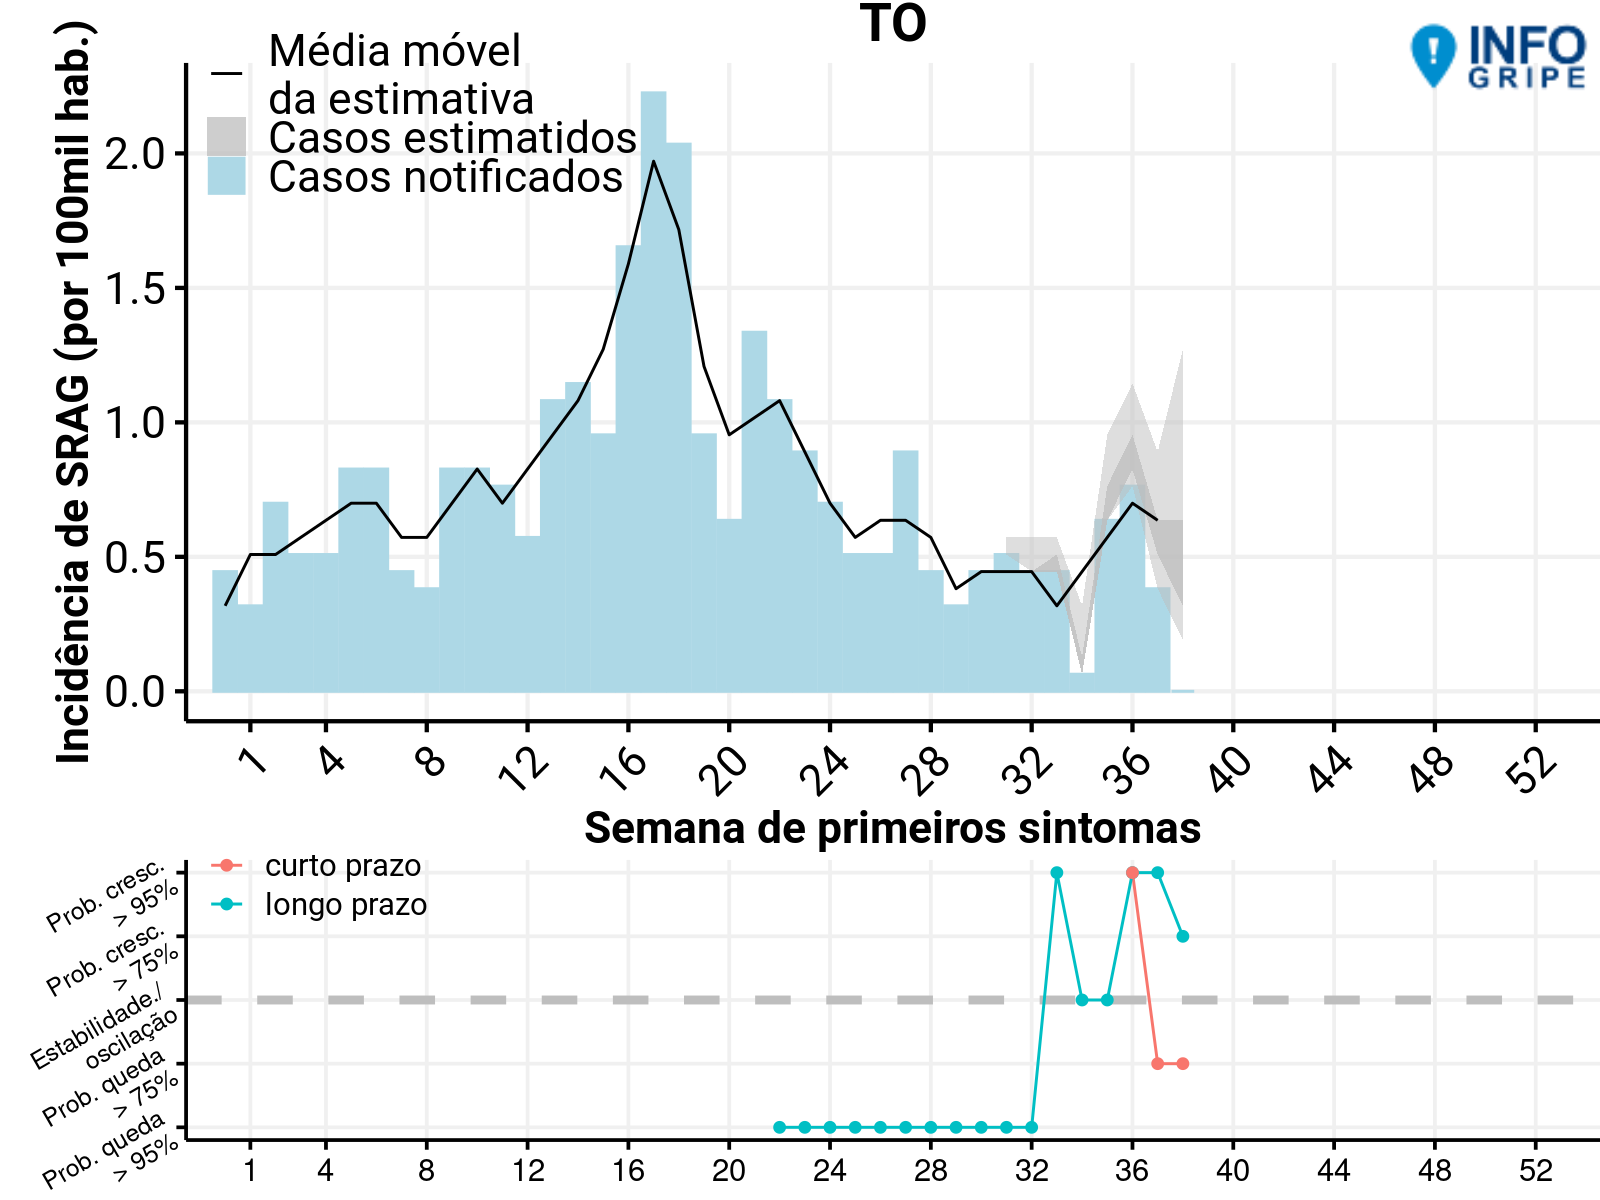 TO
INFO
GRIPE
Média móvel
da estimativa
Casos estimatidos
Casos notificados
Incidência de SRAG (por 100mil hab.)
2.0
1.5
1.0
0.5
0.0
1 4 8 12 16 20 24 28 32 36 40 44 48 52
Semana de primeiros sintomas
curto prazo
longo prazo
Prob. cresc.
> 95%
Prob. cresc.
> 75%
Estabilidade./
oscilação
Prob. queda
> 75%
Prob. queda
> 95%
1 4 8 12 16 20 24 28 32 36 40 44 48 52